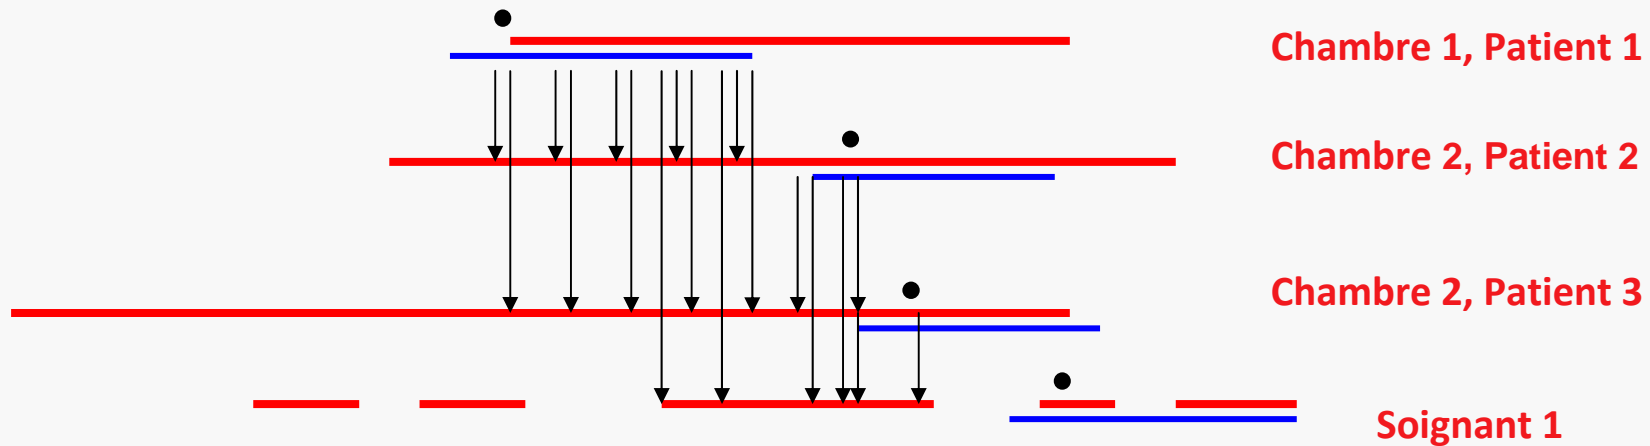 Chambre 1, Patient 1
Chambre 2, Patient 2
Chambre 2, Patient 3
Soignant 1